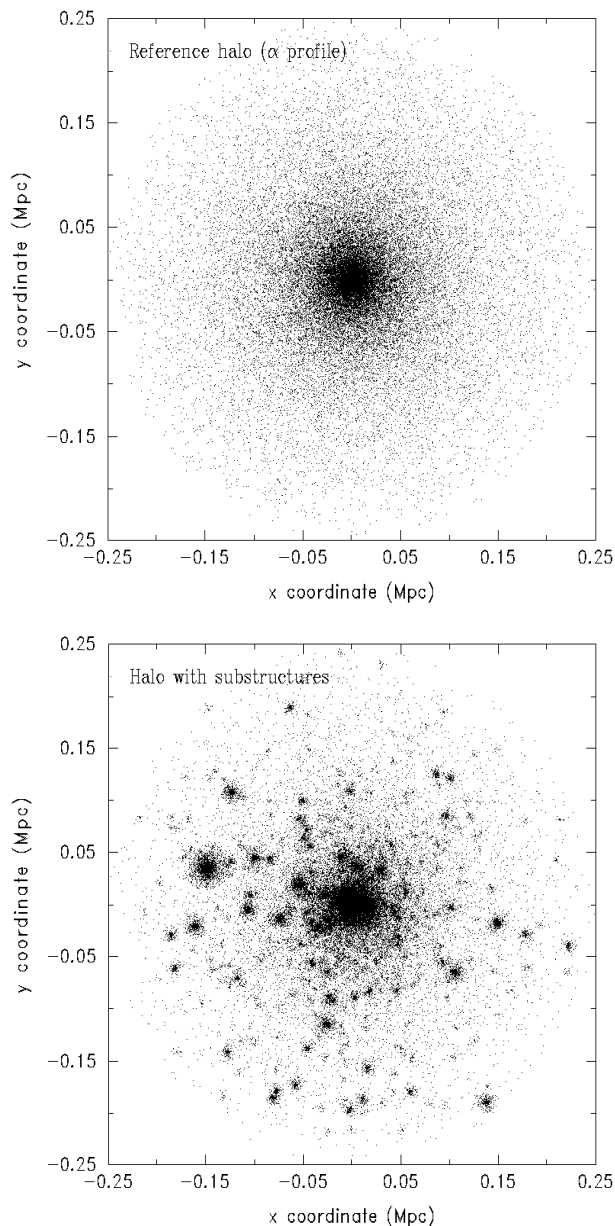 0.25
Reference halo (α profile)
0.15
0.05
−0.05
−0.15
−0.25
y coordinate (Mpc)
−0.25 −0.15 −0.05 0.05 0.15 0.25
x coordinate (Mpc)
0.25
Halo with substructures
0.15
0.05
−0.05
−0.15
−0.25
y coordinate (Mpc)
−0.25 −0.15 −0.05 0.05 0.15 0.25
x coordinate (Mpc)